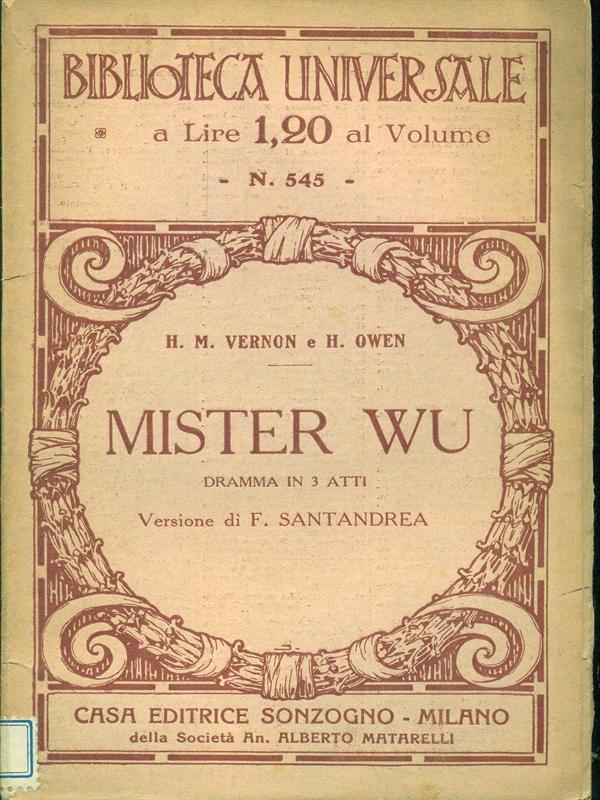 BIBLIOTECA UNIVERSALE
a Lire 1,20 al Volume
- N. 545 -
H. M. VERNON e H. OWEN
MISTER WU
DRAMMA IN 3 ATTI
Versione di F. SANTANDREA
CASA EDITRICE SONZOGNO - MILANO
della Società An. ALBERTO MATARELLI